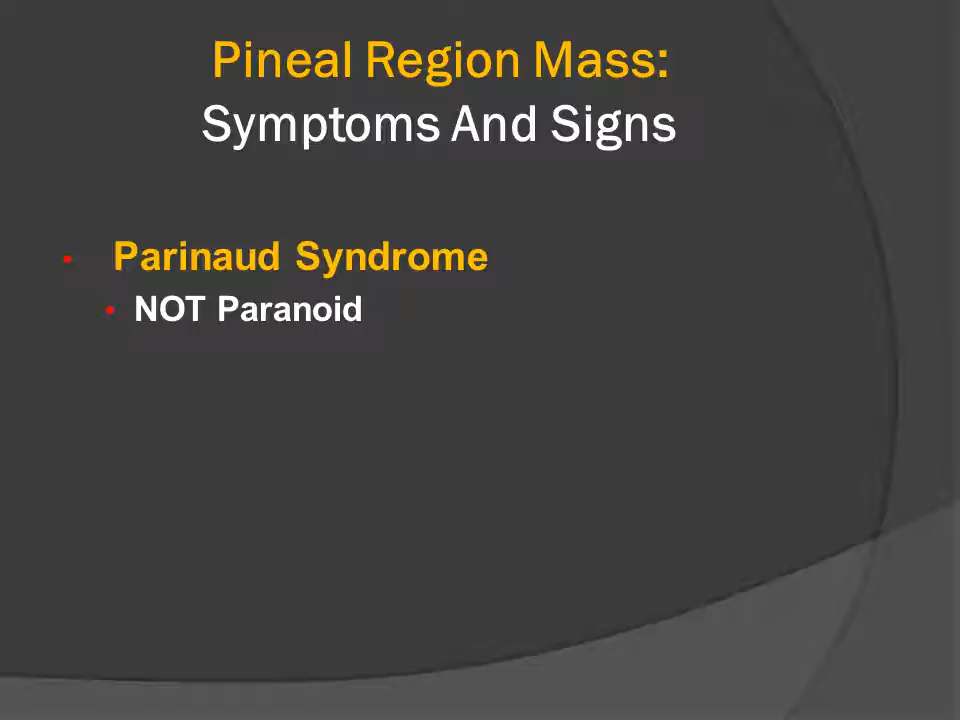 Pineal Region Mass:
Symptoms And Signs
• Parinaud Syndrome
• NOT Paranoid